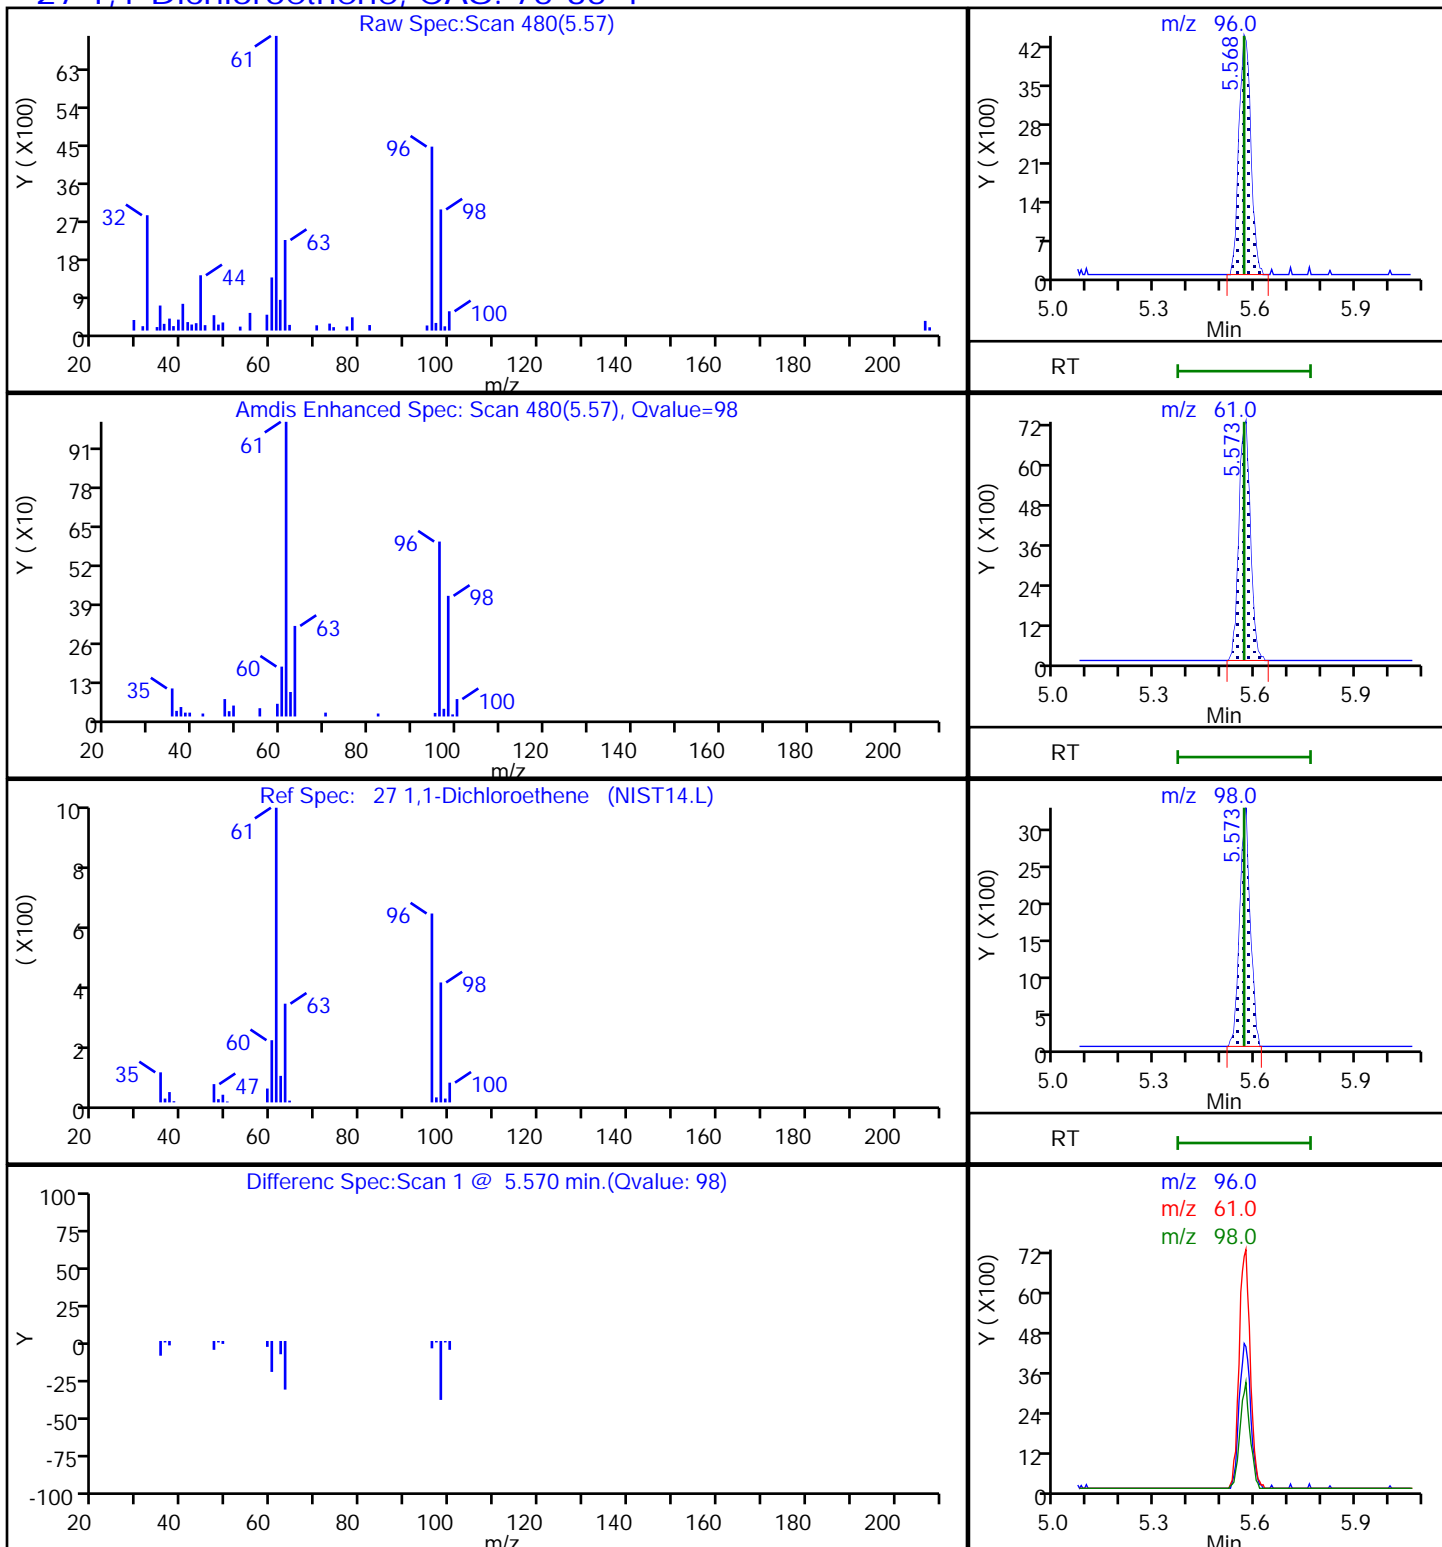 27 1,1-Dichloroethene, CAS: 75-35-4
Raw Spec:Scan 480(5.57)
Y ( X100)
63
54
45
36
27
18
9
0
61
96
98
32
63
44
100
20 40 60 80 100 120 140 160 180 200
m/z
m/z 96.0
5.568
Y ( X100)
42
35
28
21
14
7
0
5.0 5.3 5.6 5.9
Min
RT
Amdis Enhanced Spec: Scan 480(5.57), Qvalue=98
Y ( X10)
91
78
65
52
39
26
13
0
61
96
98
63
60
35
100
20 40 60 80 100 120 140 160 180 200
m/z
m/z 61.0
5.573
Y ( X100)
72
60
48
36
24
12
0
5.0 5.3 5.6 5.9
Min
RT
Ref Spec: 27 1,1-Dichloroethene (NIST14.L)
( X100)
10
8
6
4
2
0
61
96
98
63
60
35
47
100
20 40 60 80 100 120 140 160 180 200
m/z 98.0
5.573
Y ( X100)
30
25
20
15
10
5
0
5.0 5.3 5.6 5.9
Min
RT
Differenc Spec:Scan 1 @ 5.570 min.(Qvalue: 98)
Y
100
75
50
25
0
-25
-50
-75
-100
20 40 60 80 100 120 140 160 180 200
m/z
m/z 96.0
m/z 61.0
m/z 98.0
Y ( X100)
72
60
48
36
24
12
0
5.0 5.3 5.6 5.9
Min